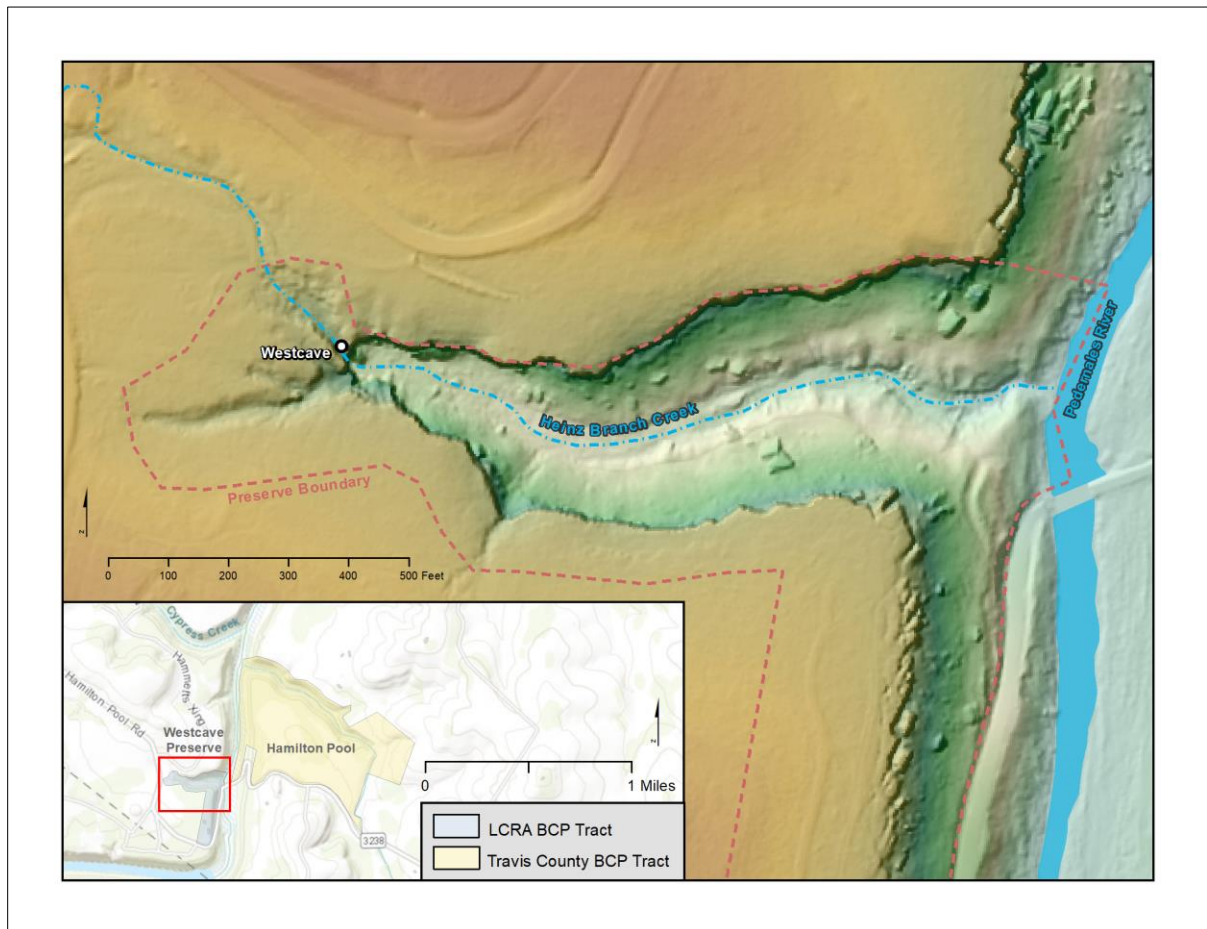 Westcave
Heinz Branch Creek
Pedernales River
Preserve Boundary
N
0 100 200 300 400 500 Feet
Cypress Creek
Hammetts Xing
Hamilton Pool Rd
Westcave
Preserve
Hamilton Pool
N
0 1 Miles
3238
LCRA BCP Tract
Travis County BCP Tract